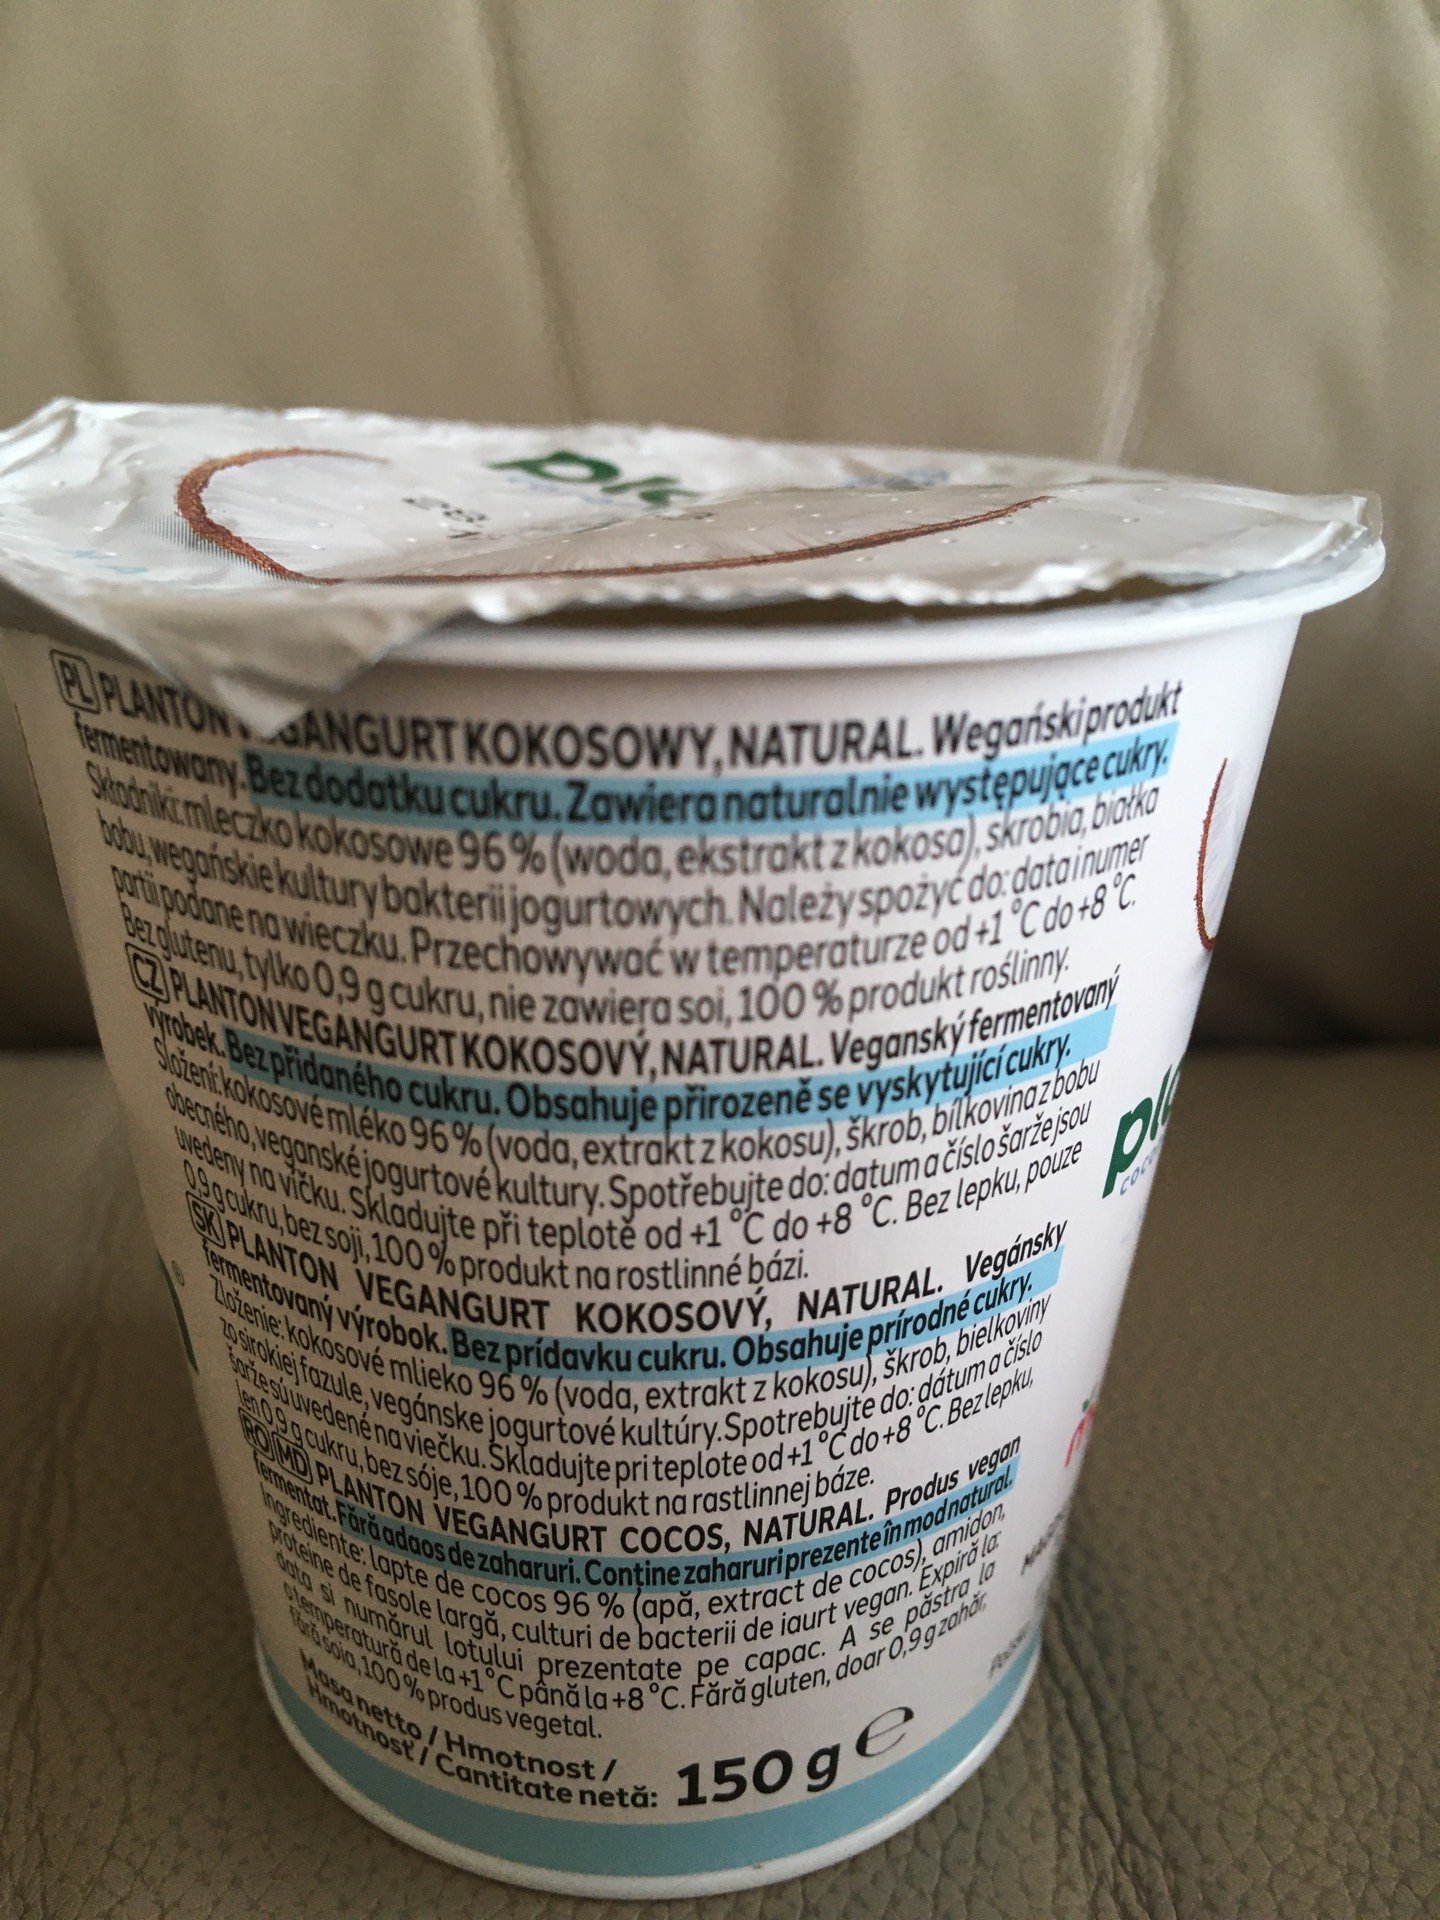 PL PLANTON VEGANGURT KOKOSOWY, NATURAL. Wegański produkt
fermentowany. Bez dodatku cukru. Zawiera naturalnie występujące cukry.
Składniki: mleczko kokosowe 96 % (woda, ekstrakt z kokosa), skrobia, białka
bobu, wegańskie kultury bakterii jogurtowych. Należy spożyć do: data i numer
partii podane na wieczku. Przechowywać w temperaturze od +1 °C do +8 °C.
Bez glutenu, tylko 0,9 g cukru, nie zawiera soi, 100 % produkt roślinny.
CZ PLANTON VEGANGURT KOKOSOVÝ, NATURAL. Veganský fermentovaný
výrobek. Bez přidaného cukru. Obsahuje přirozeně se vyskytující cukry.
Složení: kokosové mléko 96 % (voda, extrakt z kokosu), škrob, bílkovina z bobu
obecného, veganské jogurtové kultury. Spotřebujte do: datum a číslo šarže jsou
uvedeny na víčku. Skladujte při teplotě od +1 °C do +8 °C. Bez lepku, pouze
0,9 g cukru, bez soji, 100 % produkt na rostlinné bázi.
SK PLANTON VEGANGURT KOKOSOVÝ, NATURAL. Vegánsky
fermentovaný výrobok. Bez prídavku cukru. Obsahuje prírodné cukry.
Zloženie: kokosové mlieko 96 % (voda, extrakt z kokosu), škrob, bielkoviny
zo sirokiej fazule, vegánske jogurtové kultúry. Spotrebujte do: dátum a číslo
šarže sú uvedené na viečku. Skladujte pri teplote od +1 °C do +8 °C. Bez lepku,
len 0,9 g cukru, bez sóje, 100 % produkt na rastlinnej báze.
RO MD PLANTON VEGANGURT COCOS, NATURAL. Produs vegan
fermentat. Fără adaos de zaharuri. Conține zaharuri prezente în mod natural.
Ingrediente: lapte de cocos 96 % (apă, extract de cocos), amidon,
proteine de fasole largă, culturi de bacterii de iaurt vegan. Expiră la:
data si numărul lotului prezentate pe capac. A se păstra la
o temperatură de la +1 °C până la +8 °C. Fără gluten, doar 0,9 g zahăr,
fără soia, 100 % produs vegetal.
Masa netto / Hmotnost /
Hmotnosť / Cantitate netă: 150 g ℮